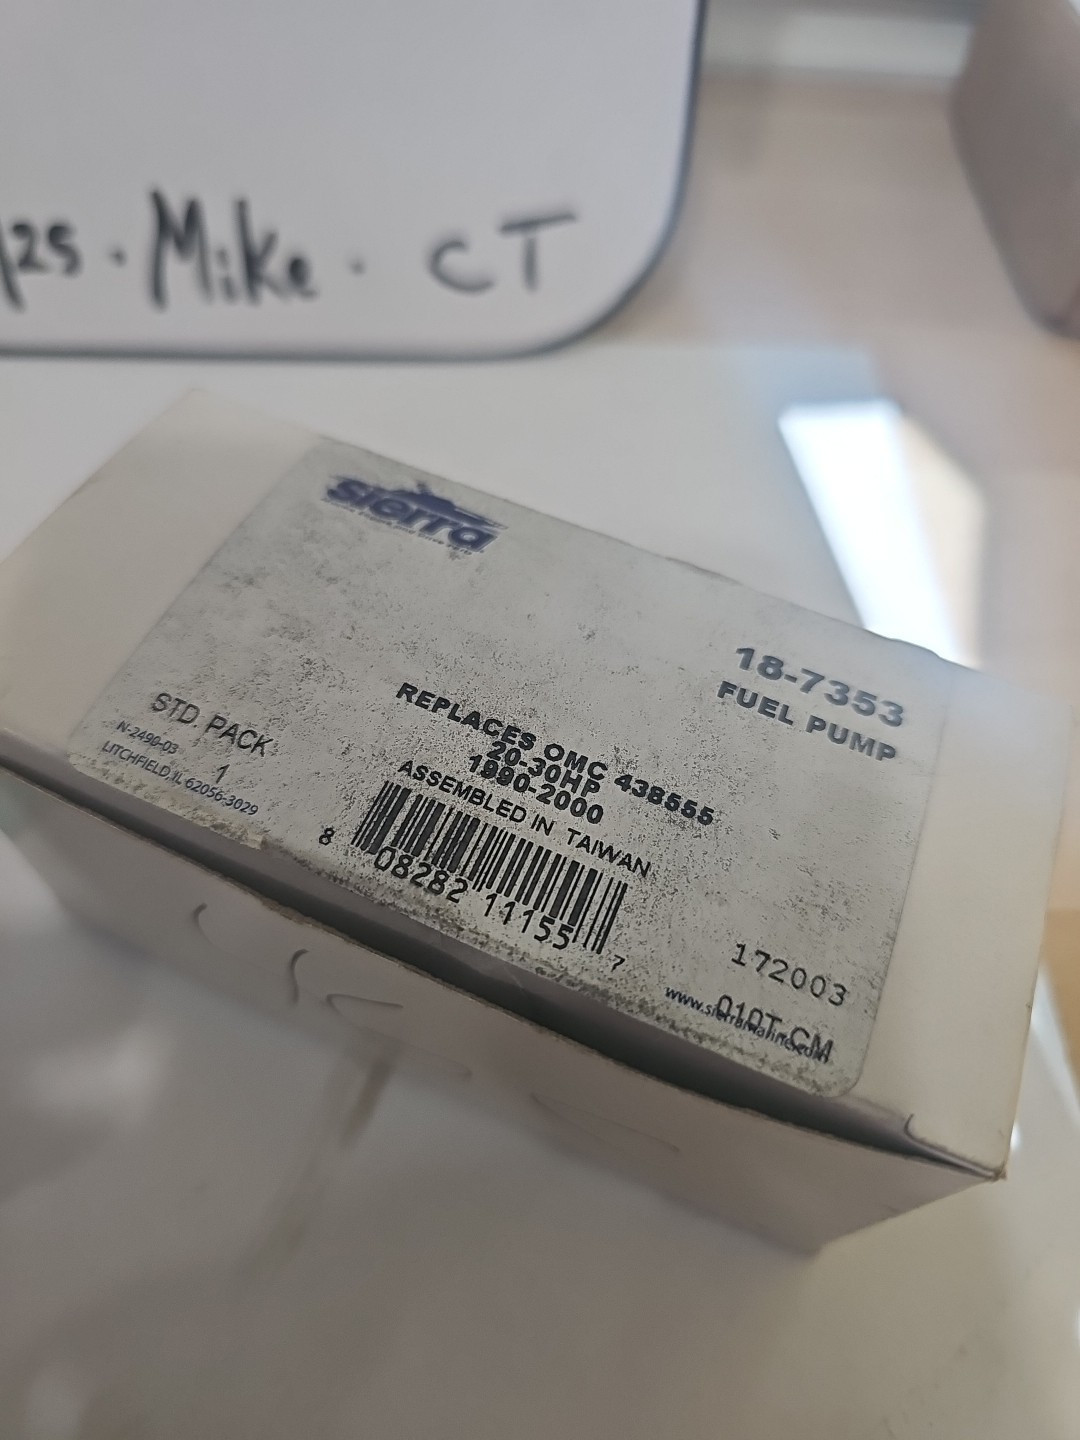 /25 · Mike · CT
sierra
18-7353
FUEL PUMP
REPLACES OMC 438555
20-30HP
1990-2000
ASSEMBLED IN TAIWAN
STD. PACK
1
N-2490-03
LITCHFIELD, IL 62056-3029
8 08282 11155 7
172003
010T-CM
www.sierramarine.com